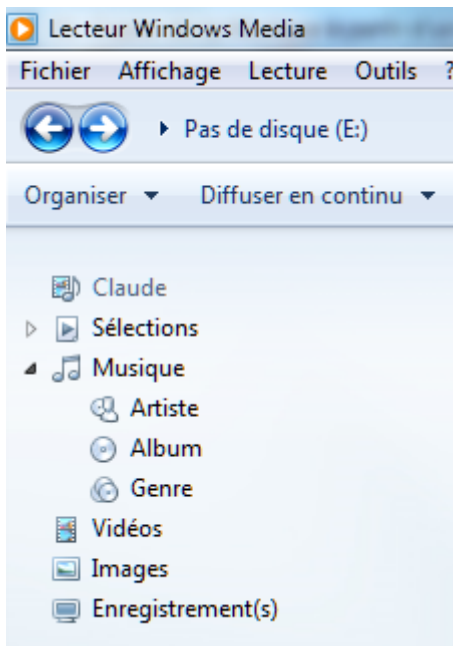 Lecteur Windows Media
Fichier Affichage Lecture Outils ?
Pas de disque (E:)
Organiser Diffuser en continu
Claude
Sélections
Musique
Artiste
Album
Genre
Vidéos
Images
Enregistrement(s)